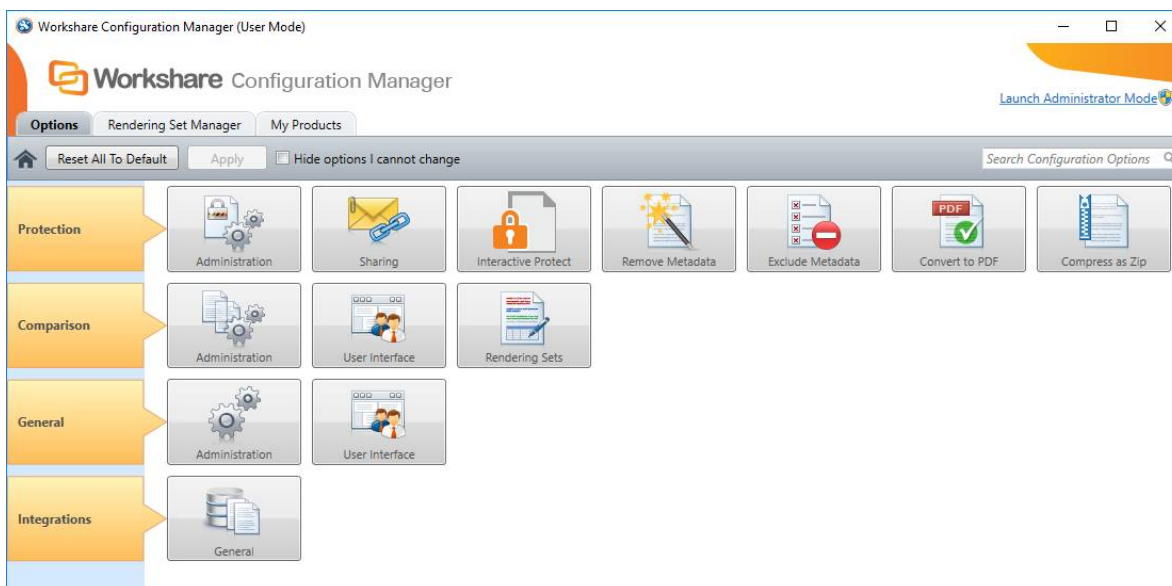 Workshare Configuration Manager (User Mode)
Workshare Configuration Manager
Launch Administrator Mode
Options Rendering Set Manager My Products
Reset All To Default Apply Hide options I cannot change Search Configuration Options
Protection
Administration Sharing Interactive Protect Remove Metadata Exclude Metadata PDF Convert to PDF Compress as Zip
Comparison
Administration User Interface Rendering Sets
General
Administration User Interface
Integrations
General